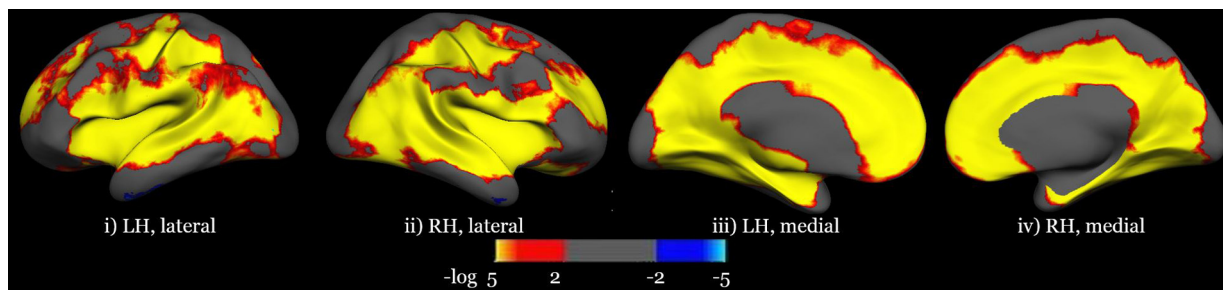 i) LH, lateral
ii) RH, lateral
iii) LH, medial
iv) RH, medial
-log 5 2 -2 -5